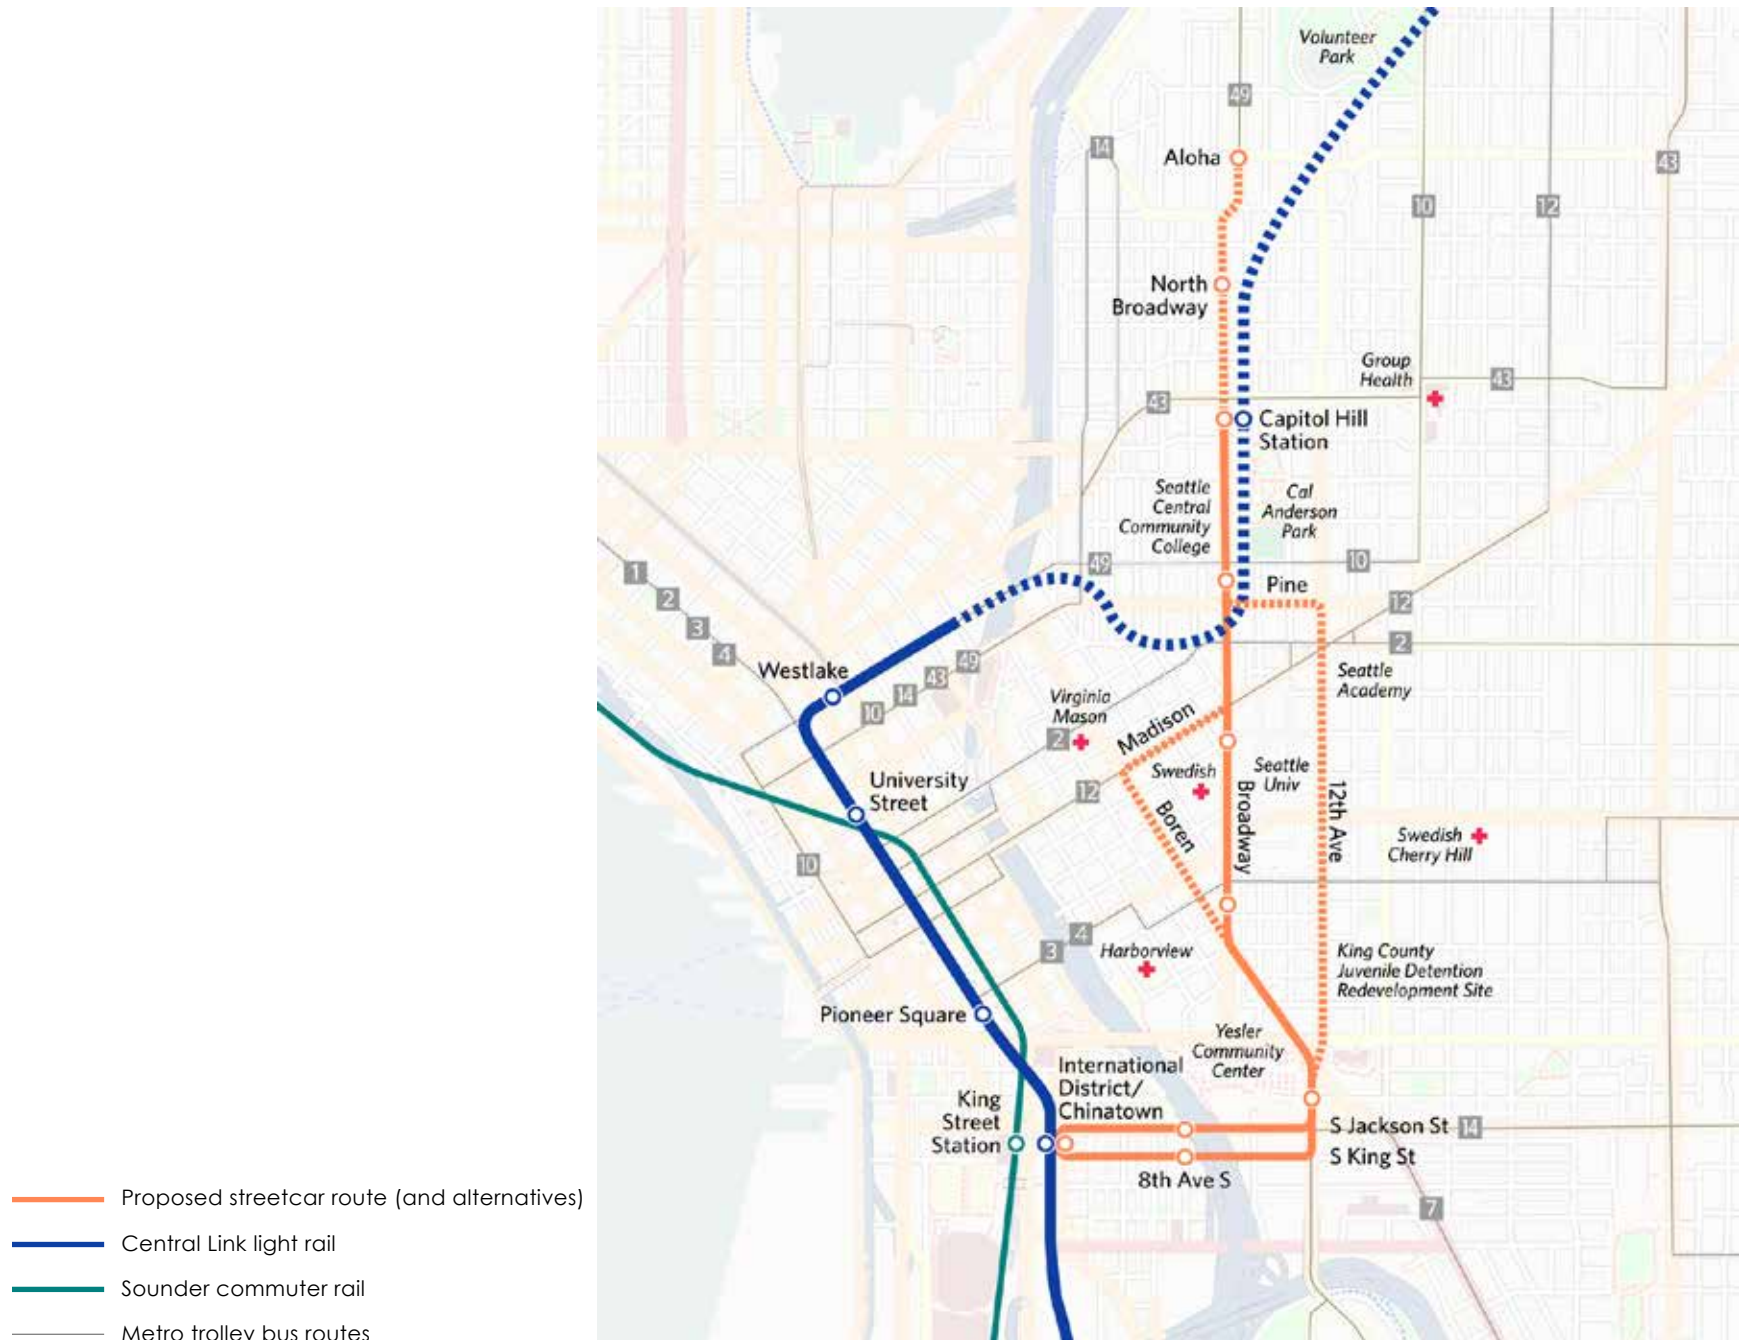 Volunteer
Park
49
14
Aloha
43
10
12
North
Broadway
Group
Health
43
43
Capitol Hill
Station
Seattle
Central
Community
College
Cal
Anderson
Park
49
10
Pine
1
2
3
4
12
2
Westlake
49
43
14
10
Seattle
Academy
Virginia
Mason
2
Madison
University
Street
Swedish
Seattle
Univ
12
Boren
Broadway
12th Ave
Swedish
Cherry Hill
10
4
3
Harborview
King County
Juvenile Detention
Redevelopment Site
Pioneer Square
Yesler
Community
Center
International
District/
Chinatown
King
Street
Station
S Jackson St
14
S King St
8th Ave S
7
Proposed streetcar route (and alternatives)
Central Link light rail
Sounder commuter rail
Metro trolley bus routes